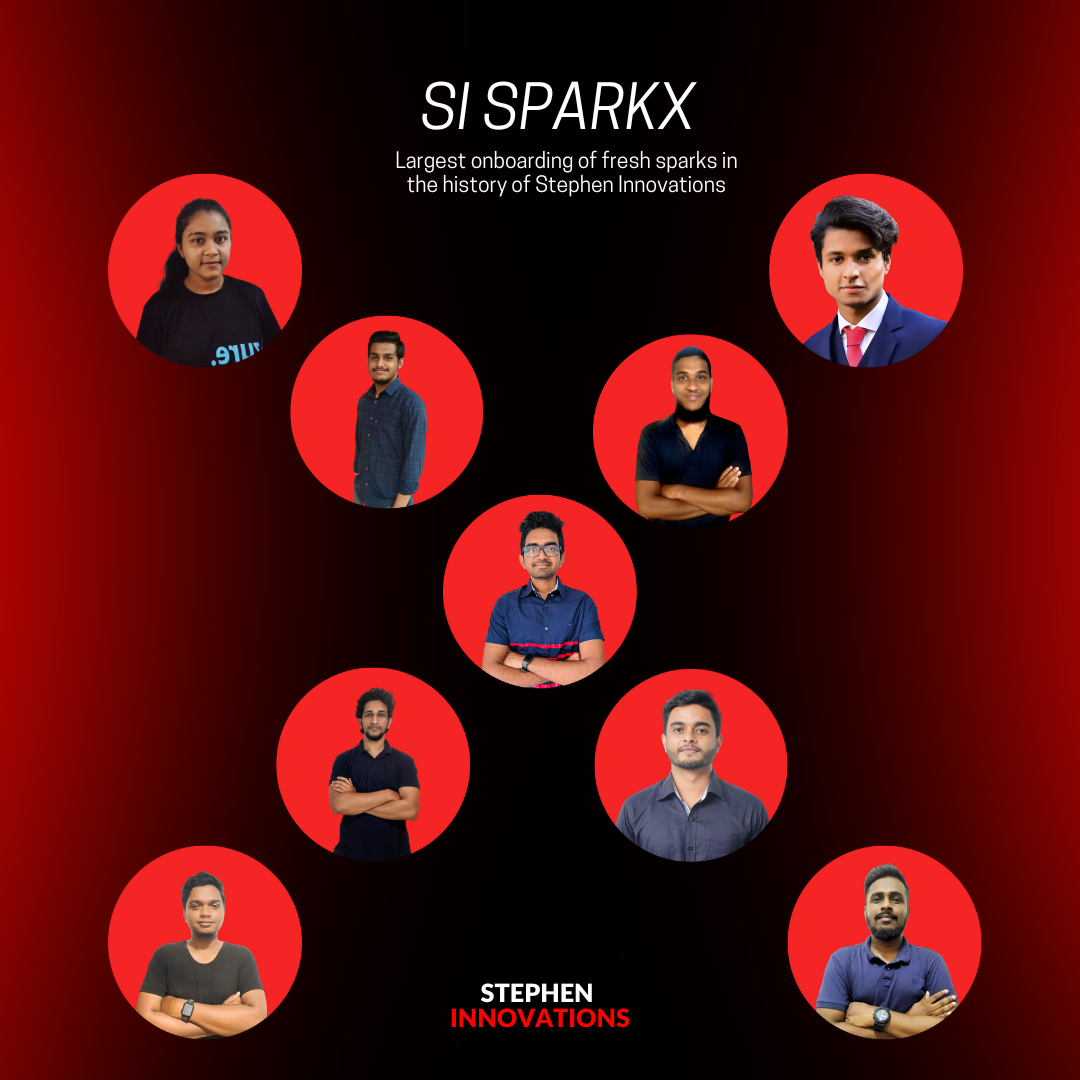 SI SPARKX
Largest onboarding of fresh sparks in
the history of Stephen Innovations
STEPHEN
INNOVATIONS